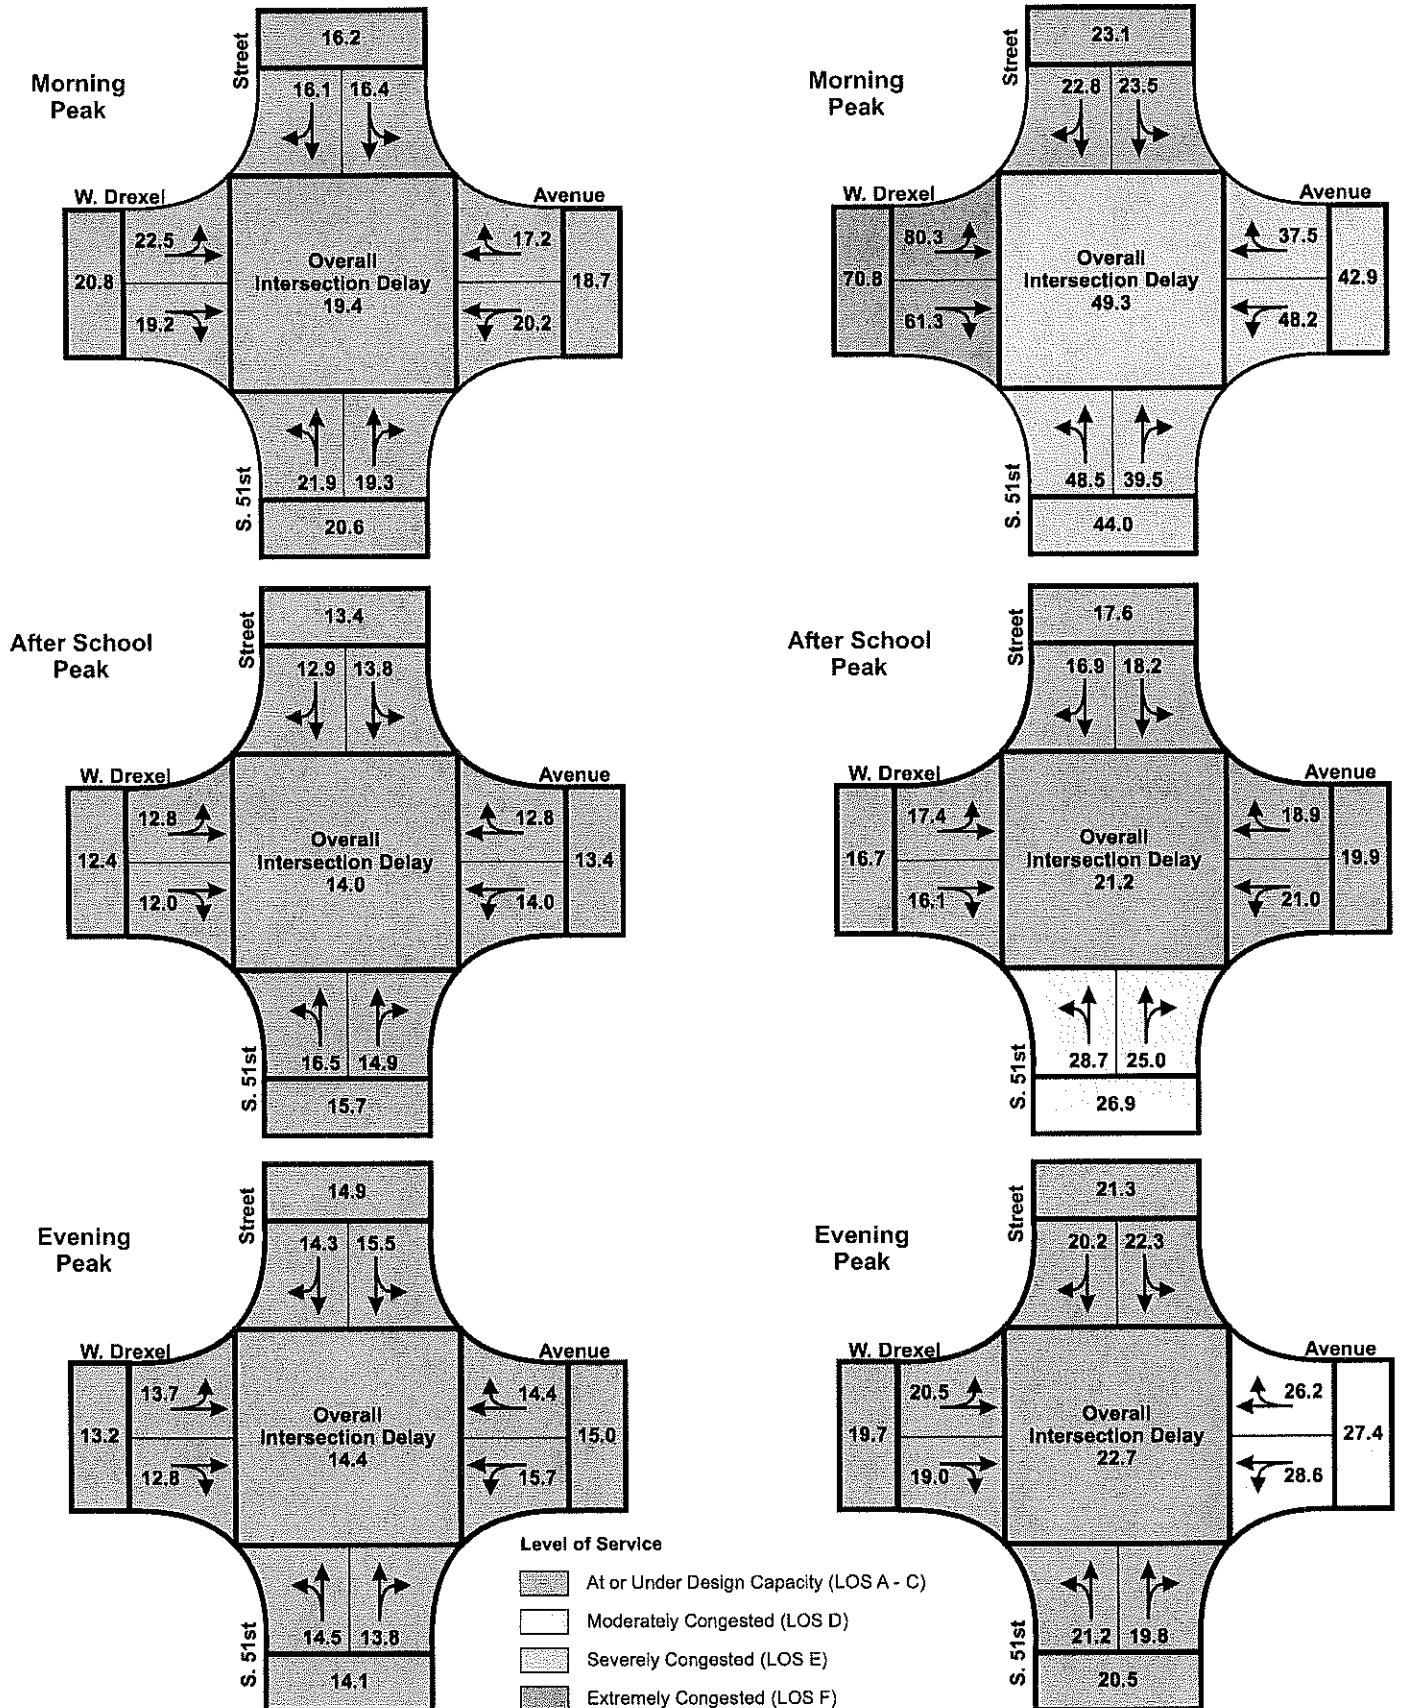 Morning
Peak
Street
16.2
16.1 16.4
W. Drexel
Avenue
22.5
17.2
20.8
Overall
Intersection Delay
19.4
18.7
19.2
20.2
21.9 19.3
S. 51st
20.6
Morning
Peak
Street
23.1
22.8 23.5
W. Drexel
Avenue
80.3
37.5
70.8
Overall
Intersection Delay
49.3
42.9
61.3
48.2
48.5 39.5
S. 51st
44.0
After School
Peak
Street
13.4
12.9 13.8
W. Drexel
Avenue
12.8
12.8
12.4
Overall
Intersection Delay
14.0
13.4
12.0
14.0
16.5 14.9
S. 51st
15.7
After School
Peak
Street
17.6
16.9 18.2
W. Drexel
Avenue
17.4
18.9
16.7
Overall
Intersection Delay
21.2
19.9
16.1
21.0
28.7 25.0
S. 51st
26.9
Evening
Peak
Street
14.9
14.3 15.5
W. Drexel
Avenue
13.7
14.4
13.2
Overall
Intersection Delay
14.4
15.0
12.8
15.7
14.5 13.8
S. 51st
14.1
Evening
Peak
Street
21.3
20.2 22.3
W. Drexel
Avenue
20.5
26.2
19.7
Overall
Intersection Delay
22.7
27.4
19.0
28.6
21.2 19.8
S. 51st
20.5
Level of Service
At or Under Design Capacity (LOS A - C)
Moderately Congested (LOS D)
Severely Congested (LOS E)
Extremely Congested (LOS F)